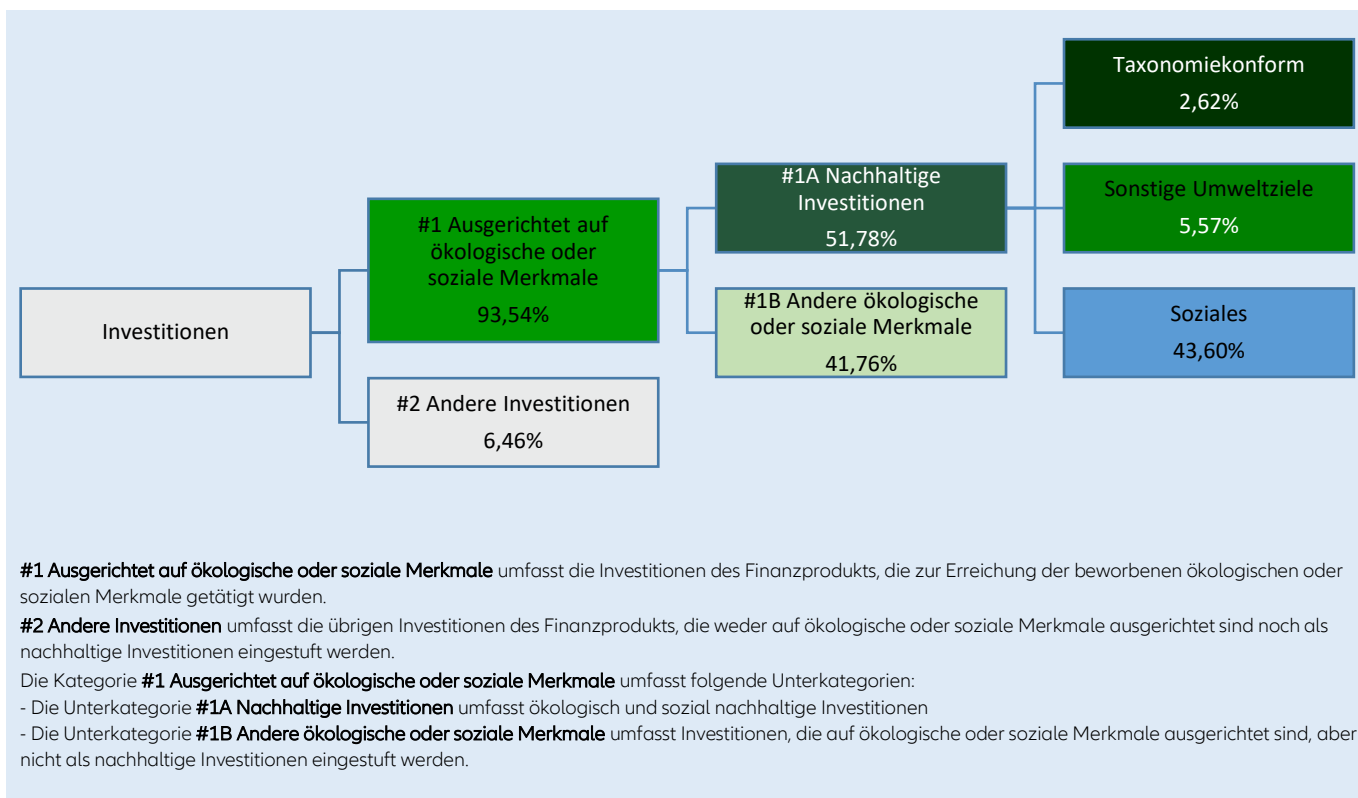 Investitionen
#1 Ausgerichtet auf
ökologische oder
soziale Merkmale
93,54%
#2 Andere Investitionen
6,46%
#1A Nachhaltige
Investitionen
51,78%
#1B Andere ökologische
oder soziale Merkmale
41,76%
Taxonomiekonform
2,62%
Sonstige Umweltziele
5,57%
Soziales
43,60%
#1 Ausgerichtet auf ökologische oder soziale Merkmale umfasst die Investitionen des Finanzprodukts, die zur Erreichung der beworbenen ökologischen oder
sozialen Merkmale getätigt wurden.
#2 Andere Investitionen umfasst die übrigen Investitionen des Finanzprodukts, die weder auf ökologische oder soziale Merkmale ausgerichtet sind noch als
nachhaltige Investitionen eingestuft werden.
Die Kategorie #1 Ausgerichtet auf ökologische oder soziale Merkmale umfasst folgende Unterkategorien:
- Die Unterkategorie #1A Nachhaltige Investitionen umfasst ökologisch und sozial nachhaltige Investitionen
- Die Unterkategorie #1B Andere ökologische oder soziale Merkmale umfasst Investitionen, die auf ökologische oder soziale Merkmale ausgerichtet sind, aber
nicht als nachhaltige Investitionen eingestuft werden.